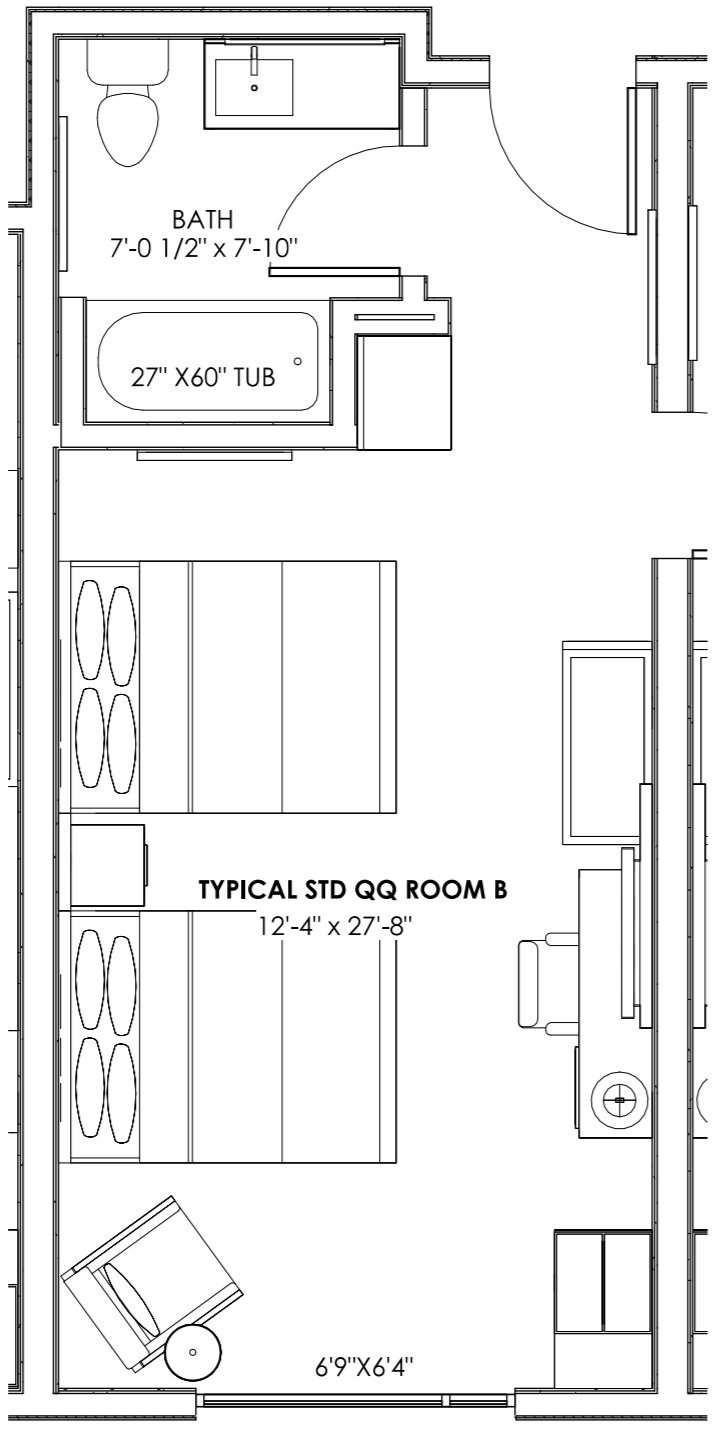 BATH
7'-0 1/2" x 7'-10"
27" X60" TUB
TYPICAL STD QQ ROOM B
12'-4" x 27'-8"
6'9"X6'4"